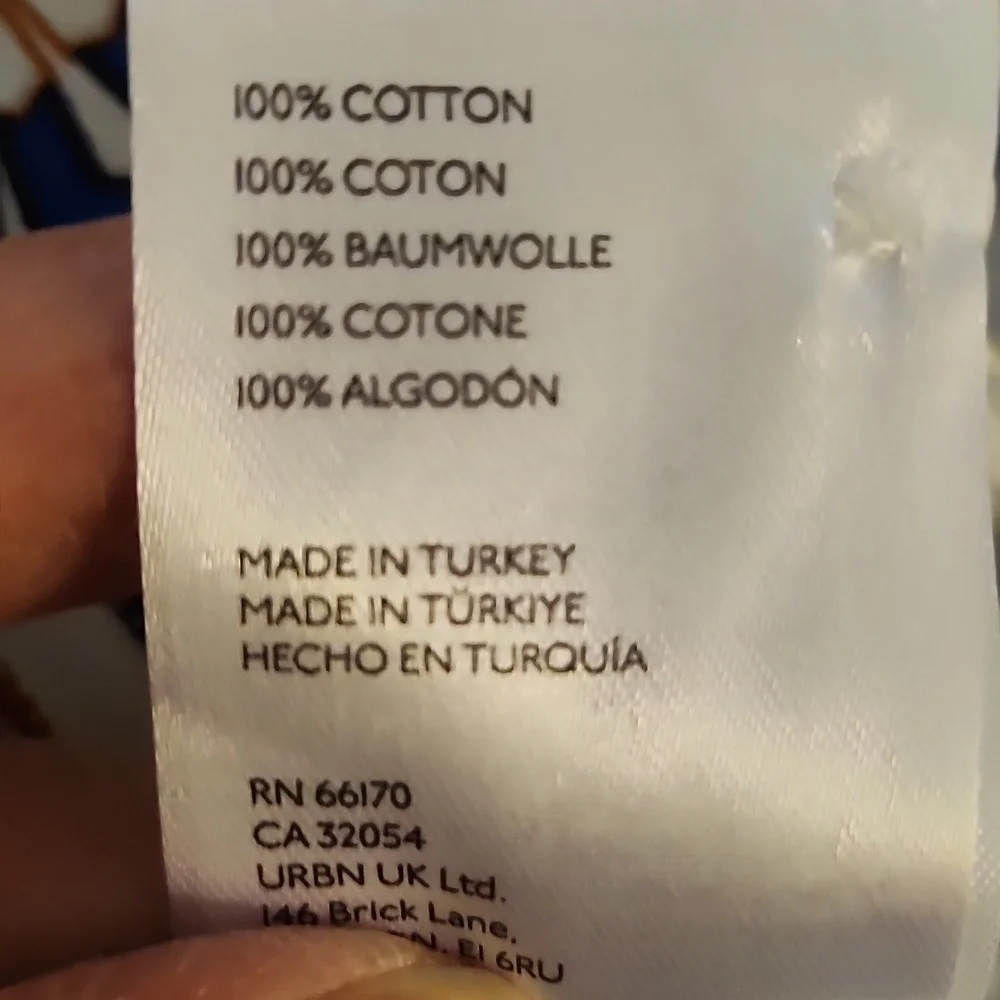 100% COTTON
100% COTON
100% BAUMWOLLE
100% COTONE
100% ALGODÓN
MADE IN TURKEY
MADE IN TÜRKIYE
HECHO EN TURQUÍA
RN 66170
CA 32054
URBN UK Ltd.
146 Brick Lane,
E1 6RU